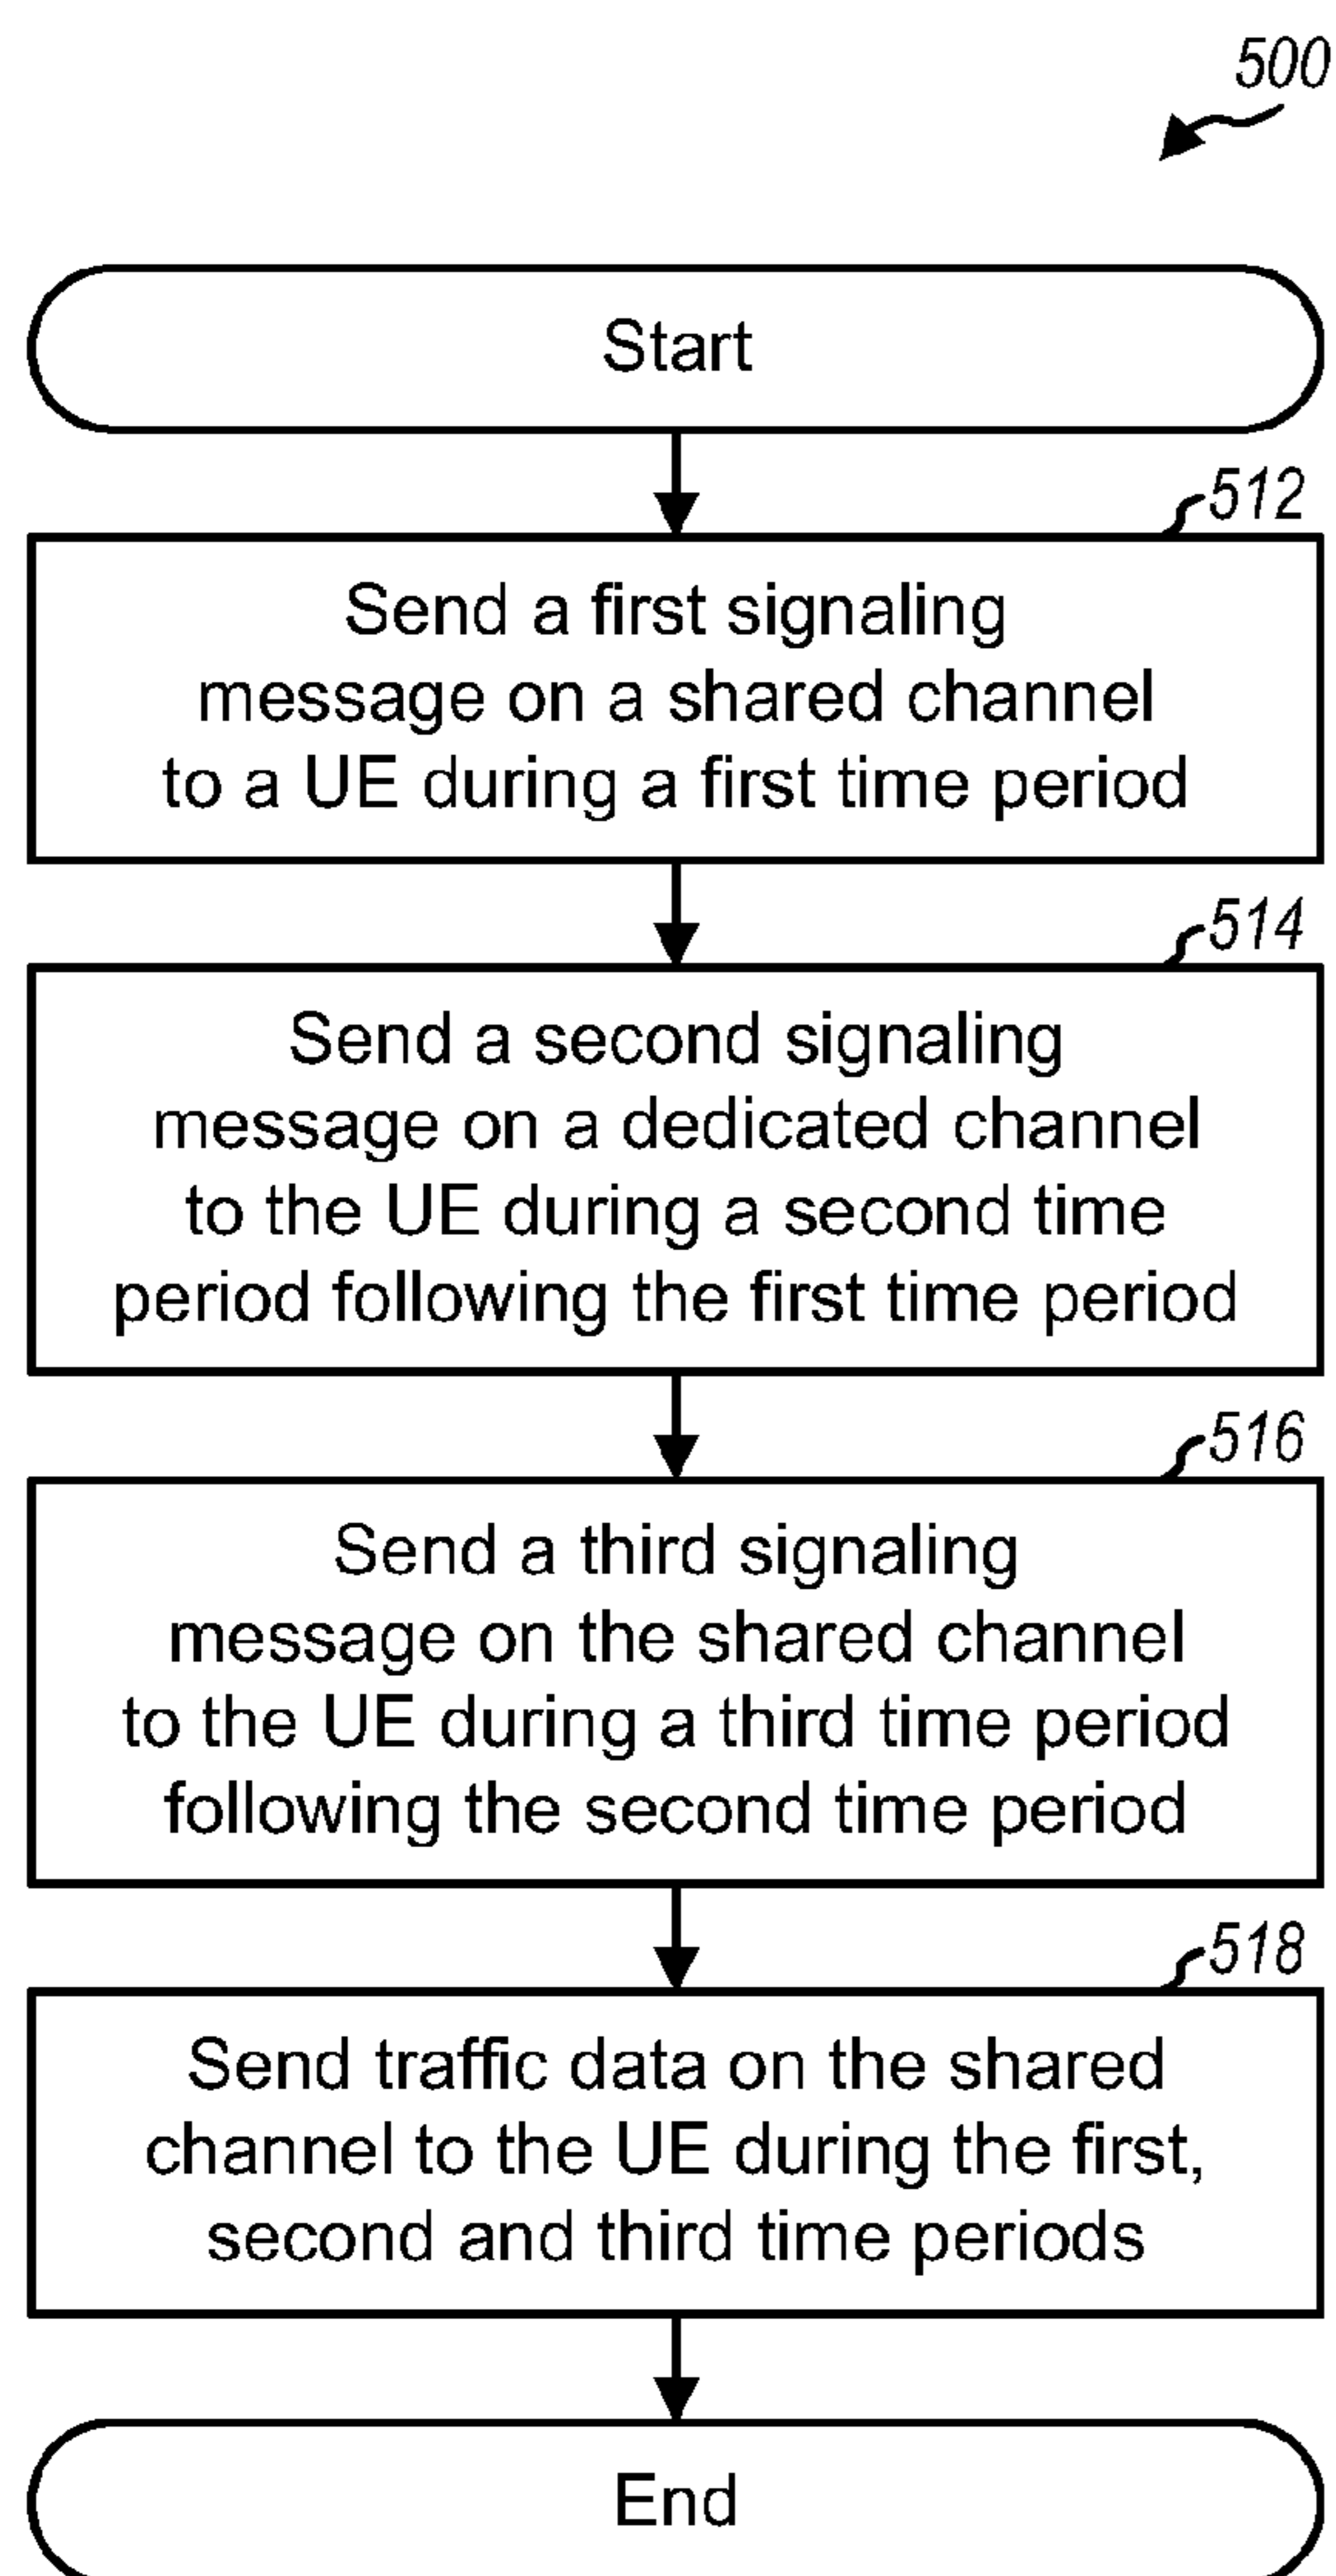 500
Start
512
Send a first signaling
message on a shared channel
to a UE during a first time period
514
Send a second signaling
message on a dedicated channel
to the UE during a second time
period following the first time period
516
Send a third signaling
message on the shared channel
to the UE during a third time period
following the second time period
518
Send traffic data on the shared
channel to the UE during the first,
second and third time periods
End